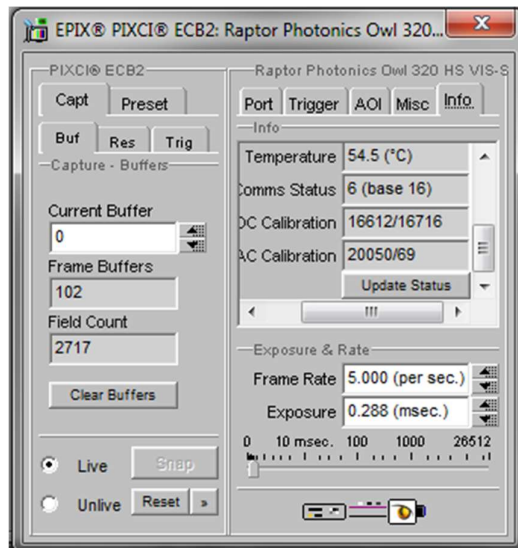 EPIX® PIXCI® ECB2: Raptor Photonics Owl 320...
PIXCI® ECB2
Capt Preset
Buf Res Trig
Capture - Buffers
Current Buffer
0
Frame Buffers
102
Field Count
2717
Clear Buffers
Live Snap
Unlive Reset »
Raptor Photonics Owl 320 HS VIS-S
Port Trigger AOI Misc Info
Info
Temperature 54.5 (°C)
Comms Status 6 (base 16)
DC Calibration 16612/16716
AC Calibration 20050/69
Update Status
Exposure & Rate
Frame Rate 5.000 (per sec.)
Exposure 0.288 (msec.)
0 10 msec. 100 1000 26512